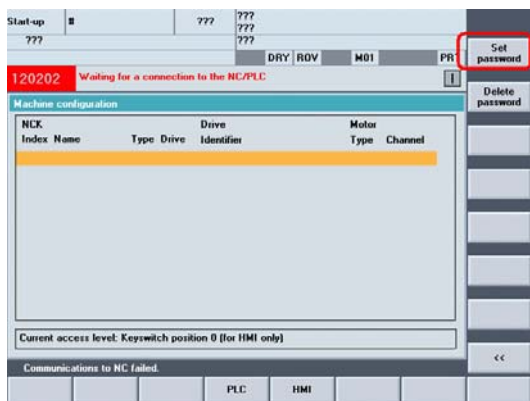 Start-up
#
???
???
???
???
???
DRY ROV M01 PRT
Set
password
120202 Waiting for a connection to the NC/PLC
Delete
password
Machine configuration
NCK Drive Motor
Index Name Type Drive Identifier Type Channel
Current access level: Keyswitch position 0 (for HMI only)
<<
Communications to NC failed.
PLC HMI